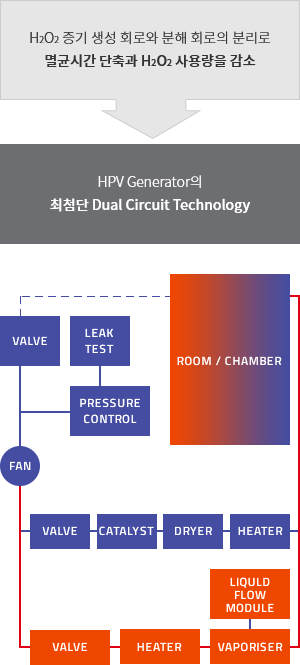 H₂O₂ 증기 생성 회로와 분해 회로의 분리로
멸균시간 단축과 H₂O₂ 사용량을 감소
HPV Generator의
최첨단 Dual Circuit Technology
VALVE
LEAK
TEST
ROOM / CHAMBER
PRESSURE
CONTROL
FAN
VALVE
CATALYST
DRYER
HEATER
LIQULD
FLOW
MODULE
VALVE
HEATER
VAPORISER